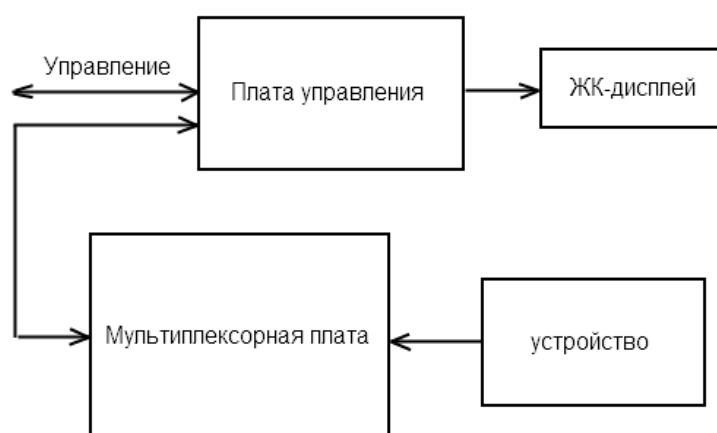 Управление
Плата управления
ЖК-дисплей
Мультиплексорная плата
устройство